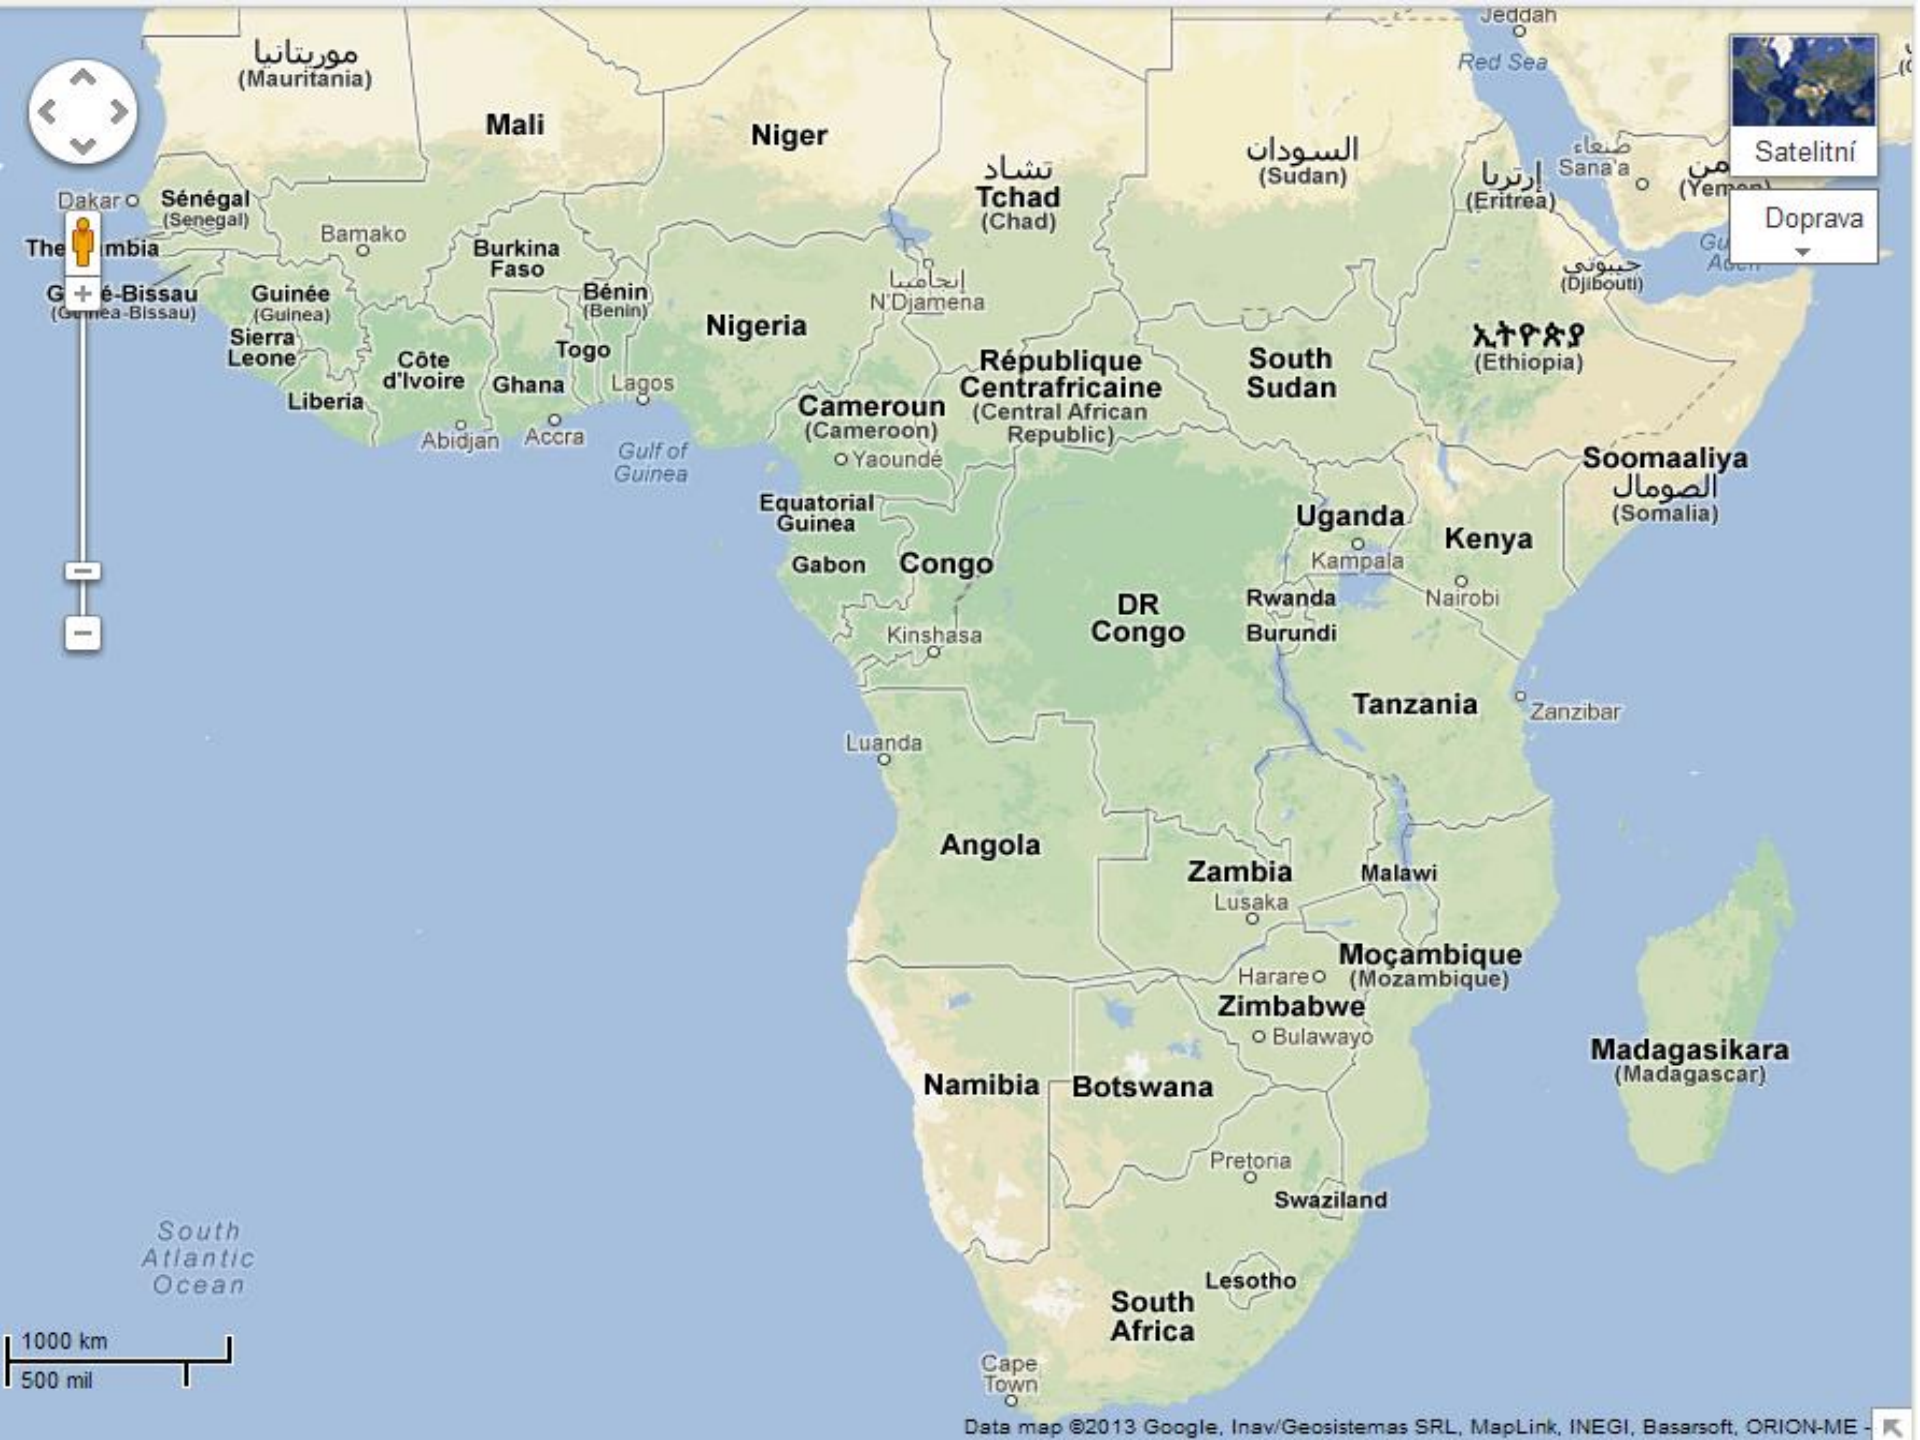 Jeddah
موريتانيا
(Mauritania)
Red Sea
Mali
Niger
السودان
(Sudan)
صنعاء
Sana'a
Satelitní
تشاد
Tchad
(Chad)
إرتريا
(Eritrea)
(Yemen)
Dakar
Sénégal
(Senegal)
Doprava
Bamako
Burkina
Faso
جيبوتي
(Djibouti)
Guinée
(Guinea)
Bénin
(Benin)
إنجامينا
N'Djamena
Nigeria
Sierra
Leone
Côte
d'Ivoire
Togo
Ghana
Lagos
Liberia
République
Centrafricaine
(Central African
Republic)
South
Sudan
ኢትዮጵያ
(Ethiopia)
Cameroun
(Cameroon)
Abidjan
Accra
Gulf of
Guinea
Yaoundé
Soomaaliya
الصومال
(Somalia)
Equatorial
Guinea
Uganda
Kampala
Kenya
Gabon
Congo
DR
Congo
Rwanda
Nairobi
Kinshasa
Burundi
Tanzania
Zanzibar
Luanda
Angola
Zambia
Lusaka
Malawi
Moçambique
(Mozambique)
Harare
Zimbabwe
Bulawayo
Madagasikara
(Madagascar)
Namibia
Botswana
Pretoria
Swaziland
South
Atlantic
Ocean
Lesotho
South
Africa
1000 km
500 mil
Cape
Town
Data map ©2013 Google, Inav/Geosistemas SRL, MapLink, INEGI, Basarsoft, ORION-ME -